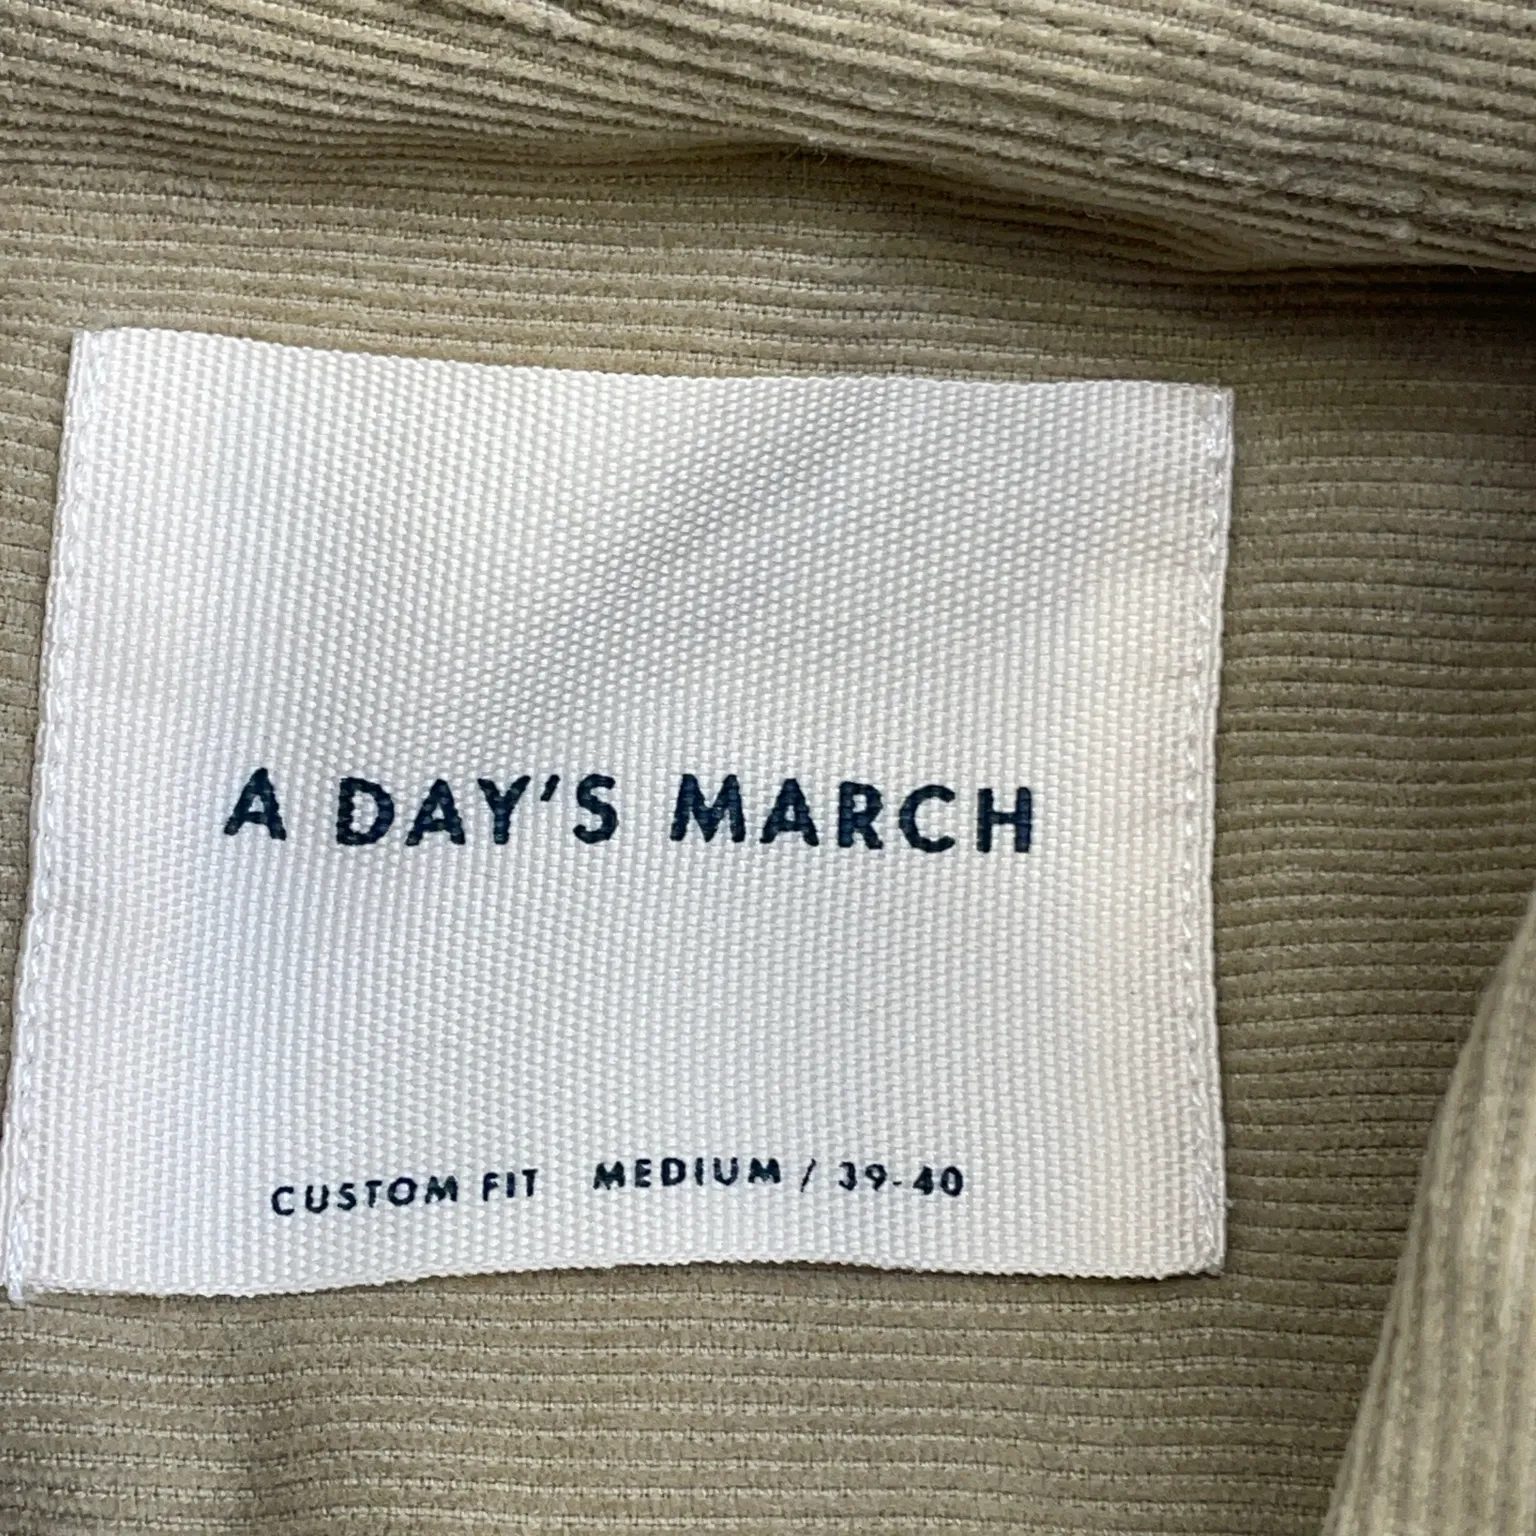 A DAY'S MARCH
CUSTOM FIT MEDIUM / 39-40